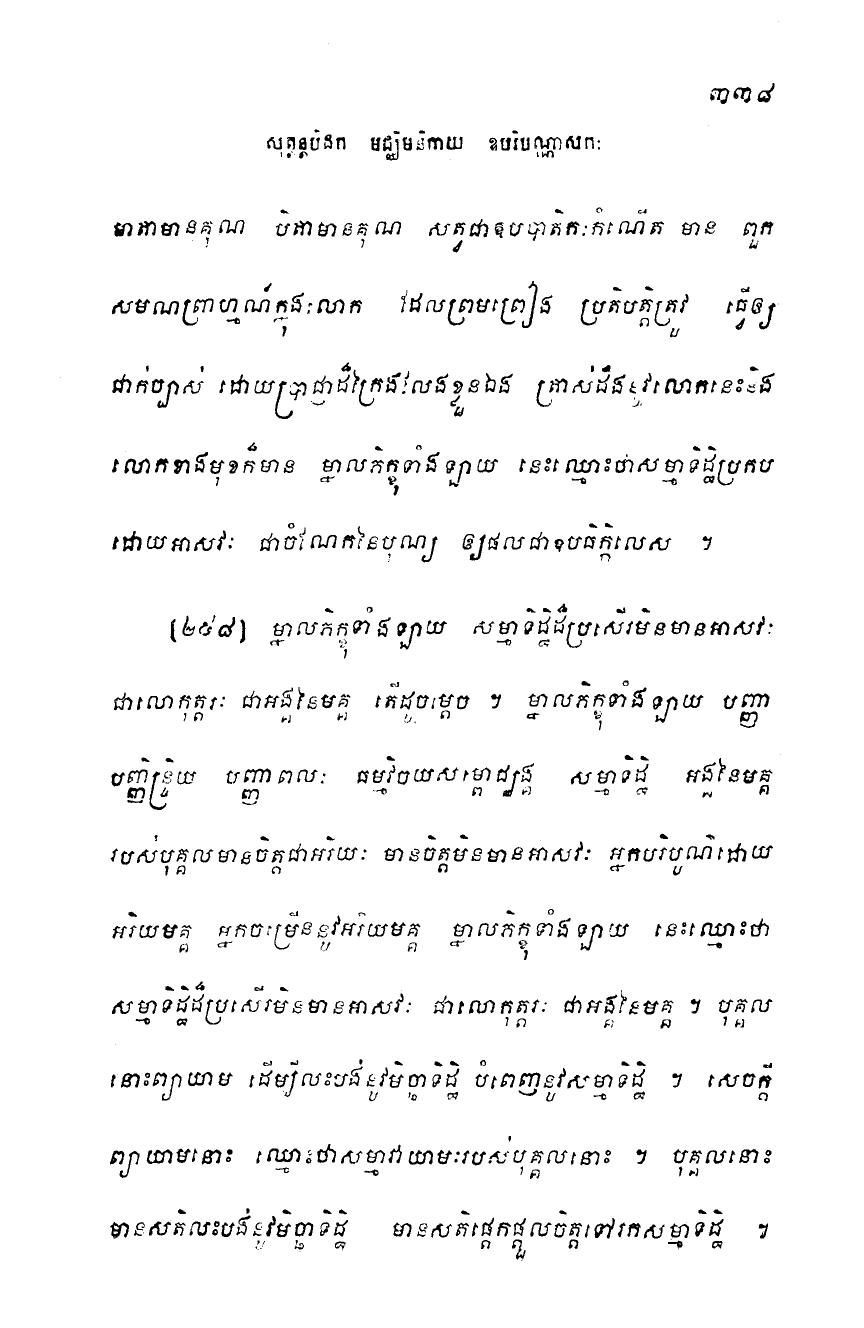 ៣៣៨
សុត្តន្តបិដក មជ្ឈិមនិកាយ ឧបរិបណ្ណាសកៈ
មាតាមានគុណ បិតាមានគុណ សត្វជាឧបបាតិកៈកំណើត មាន ពួក
សមណព្រាហ្មណ៍ក្នុងលោក ដែលព្រមព្រៀង ប្រតិបត្តិត្រូវ ធ្វើឲ្យ
ជាក់ច្បាស់ ដោយប្រាជ្ញាដ៏ក្រៃលែងខ្លួនឯង ត្រាស់ដឹងនូវលោកនេះនិង
លោកខាងមុខក៏មាន ម្នាលភិក្ខុទាំងឡាយ នេះឈ្មោះថាសម្មាទិដ្ឋិប្រកប
ដោយអាសវៈ ជាចំណែកនៃបុណ្យ ឲ្យផលជាឧបធិក្កិលេស ។
[២៥៨] ម្នាលភិក្ខុទាំងឡាយ សម្មាទិដ្ឋិដ៏ប្រសើរមិនមានអាសវៈ
ជាលោកុត្តរៈ ជាអង្គនៃមគ្គ តើដូចម្តេច ។ ម្នាលភិក្ខុទាំងឡាយ បញ្ញា
បញ្ញិន្ទ្រិយ បញ្ញាពលៈ ធម្មវិចយសម្ពោជ្ឈង្គ សម្មាទិដ្ឋិ អង្គនៃមគ្គ
របស់បុគ្គលមានចិត្តជាអរិយៈ មានចិត្តមិនមានអាសវៈ អ្នកបរិបូណ៌ដោយ
អរិយមគ្គ អ្នកចម្រើននូវអរិយមគ្គ ម្នាលភិក្ខុទាំងឡាយ នេះឈ្មោះថា
សម្មាទិដ្ឋិដ៏ប្រសើរមិនមានអាសវៈ ជាលោកុត្តរៈ ជាអង្គនៃមគ្គ ។ បុគ្គល
នោះព្យាយាម ដើម្បីលះបង់នូវមិច្ឆាទិដ្ឋិ បំពេញនូវសម្មាទិដ្ឋិ ។ សេចក្តី
ព្យាយាមនោះ ឈ្មោះថាសម្មាវាយាមៈរបស់បុគ្គលនោះ ។ បុគ្គលនោះ
មានសតិលះបង់នូវមិច្ឆាទិដ្ឋិ មានសតិផ្តេកផ្តួលចិត្តទៅរកសម្មាទិដ្ឋិ ។